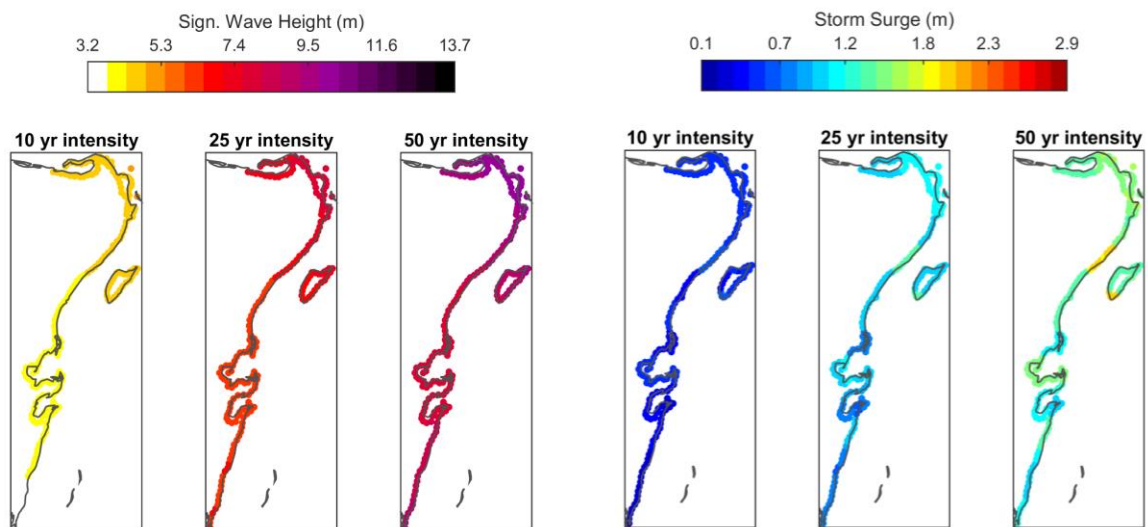 Sign. Wave Height (m)
3.2 5.3 7.4 9.5 11.6 13.7
10 yr intensity 25 yr intensity 50 yr intensity
Storm Surge (m)
0.1 0.7 1.2 1.8 2.3 2.9
10 yr intensity 25 yr intensity 50 yr intensity